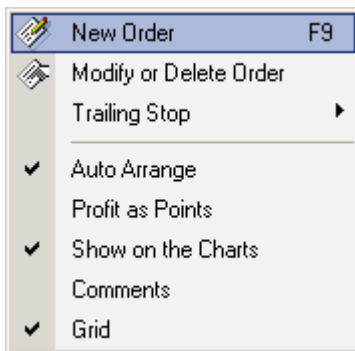 New Order F9
Modify or Delete Order
Trailing Stop
Auto Arrange
Profit as Points
Show on the Charts
Comments
Grid